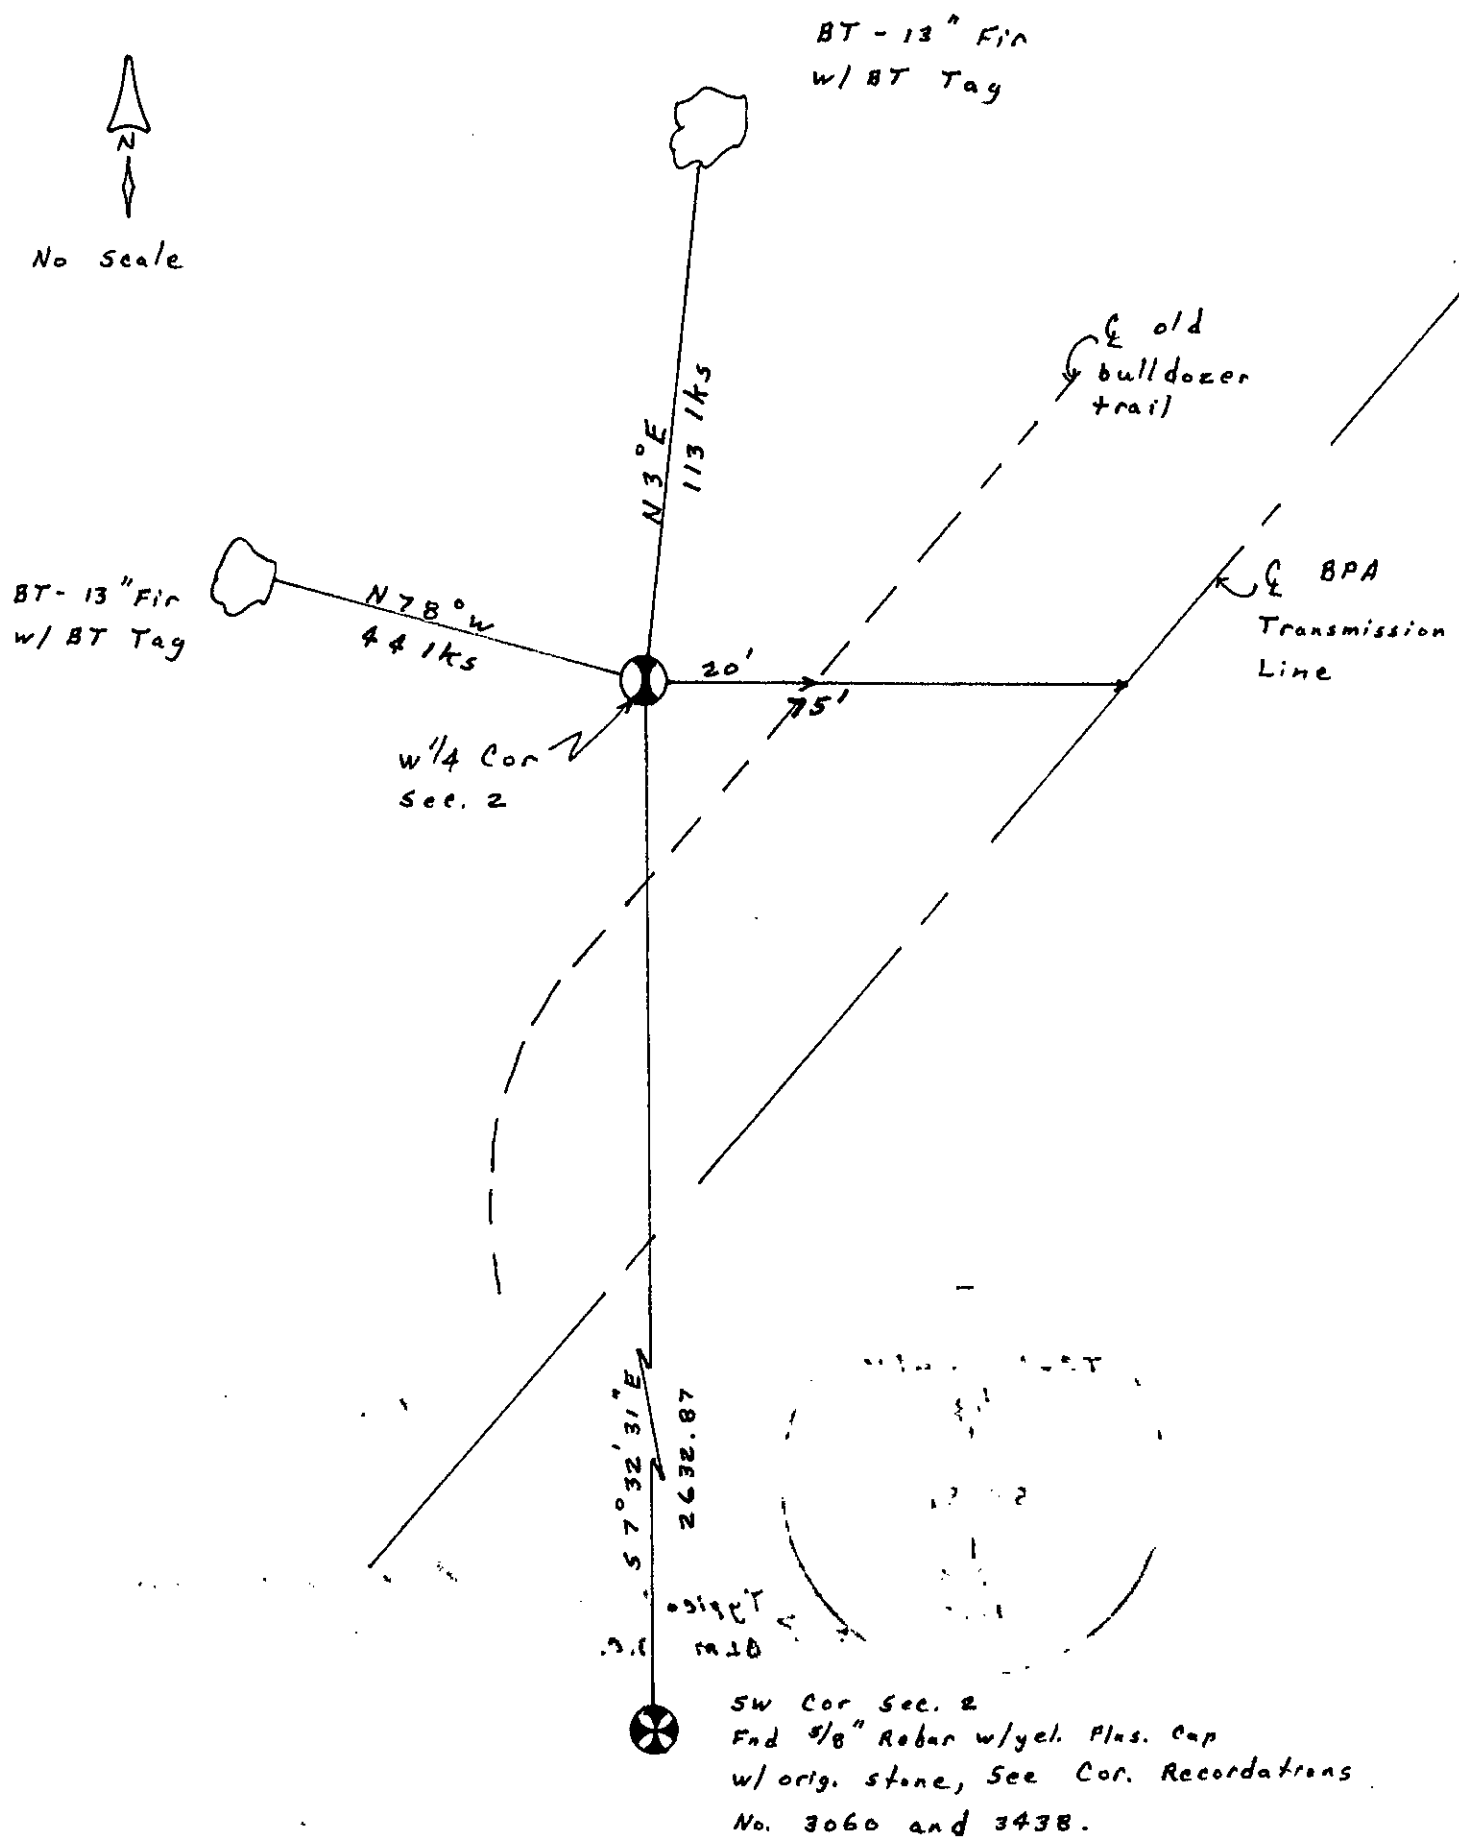 BT - 13" Fir
w/ BT Tag
N
No scale
℄ old
bulldozer
trail
N 3° E
113 lks
BT - 13" Fir
w/ BT Tag
N 78° W
44 lks
℄ BPA
Transmission
Line
20'
75'
W 1/4 Cor
Sec. 2
S 7° 32' 31" E
2632.87
SW Cor Sec. 2
Fnd 5/8" Rebar w/yel. Plas. Cap
w/ orig. stone, See Cor. Recordations
No. 3060 and 3438.